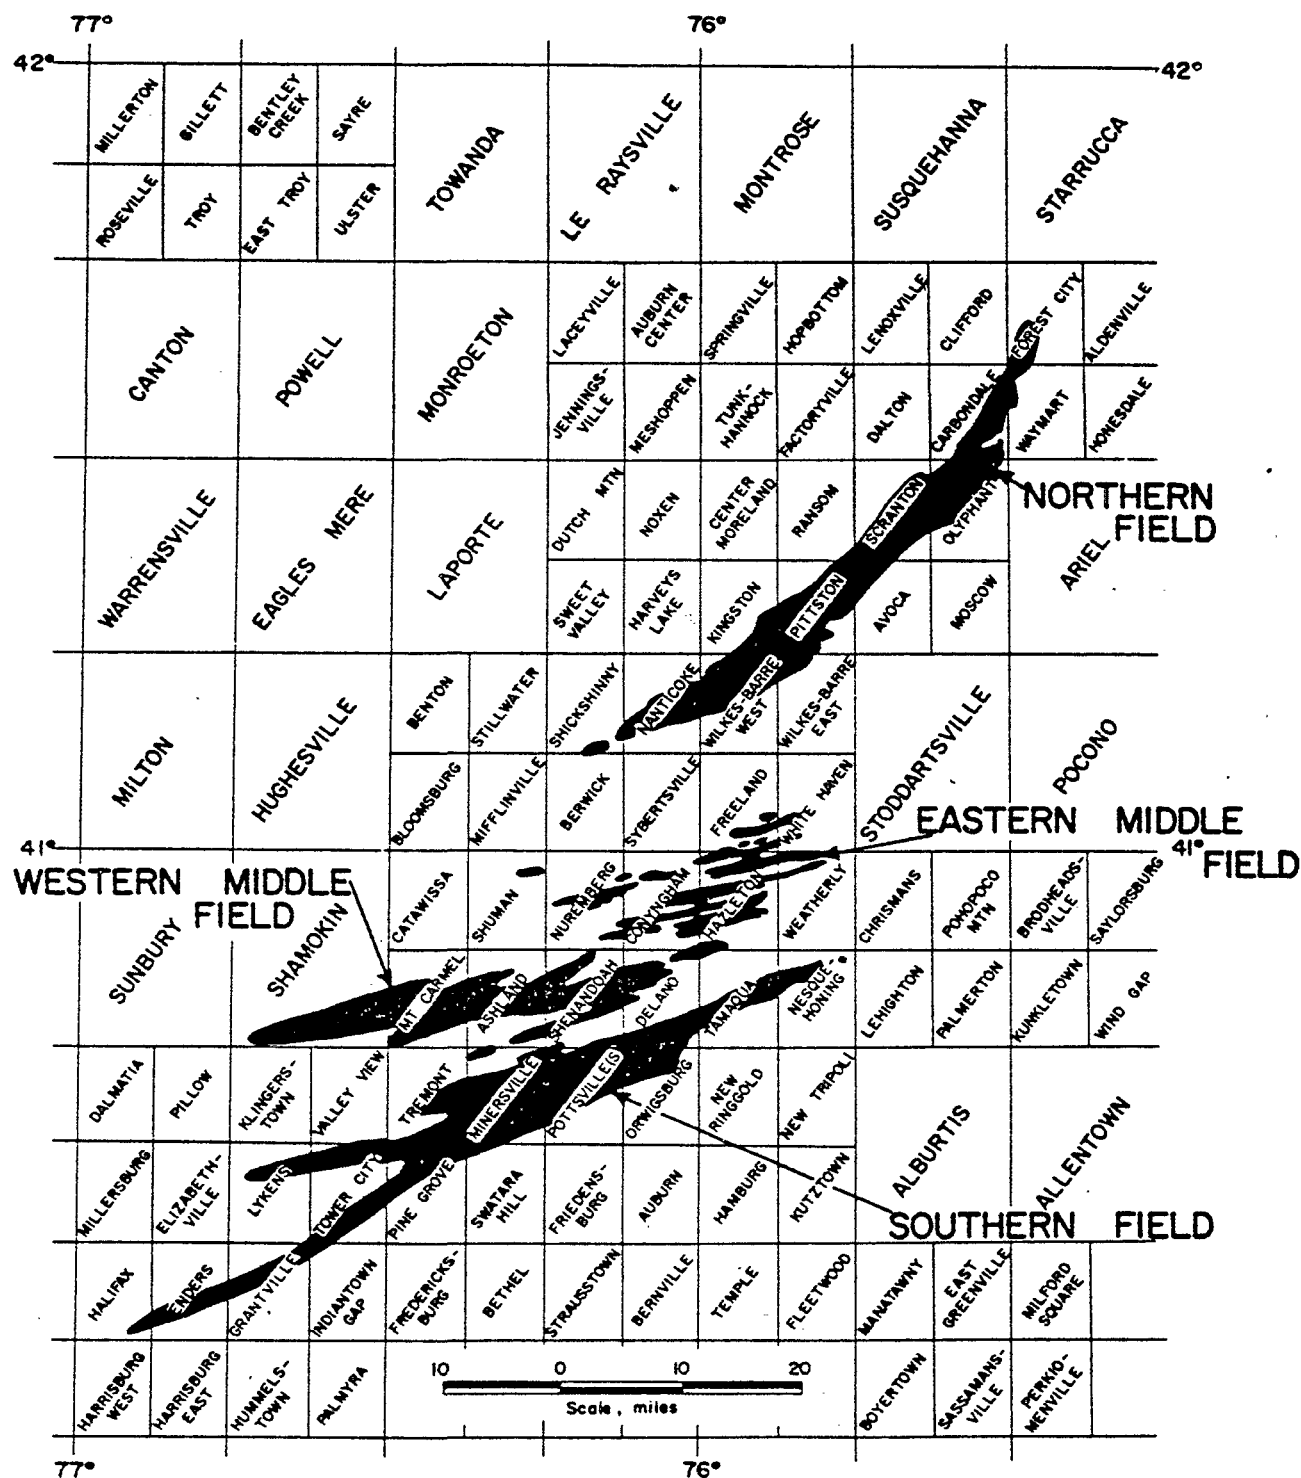 77°
76°
42°
42°
MILLERTON
GILLETT
BENTLEY
CREEK
SAYRE
TOWANDA
LE RAYSVILLE
MONTROSE
SUSQUEHANNA
STARRUCCA
ROSEVILLE
TROY
EAST TROY
ULSTER
CANTON
POWELL
MONROETON
LACEYVILLE
AUBURN
CENTER
SPRINGVILLE
HOPBOTTOM
LENOXVILLE
CLIFFORD
FOREST CITY
ALDENVILLE
JENNINGS-
VILLE
MESHOPPEN
TUNK-
HANNOCK
FACTORYVILLE
DALTON
CARBONDALE
WAYMART
HONESDALE
WARRENSVILLE
EAGLES MERE
LAPORTE
DUTCH MTN
NOXEN
CENTER
MORELAND
RANSOM
SCRANTON
OLYPHANT
NORTHERN
FIELD
ARIEL
SWEET
VALLEY
HARVEYS
LAKE
KINGSTON
PITTSTON
AVOCA
MOSCOW
MILTON
HUGHESVILLE
BENTON
STILLWATER
SHICKSHINNY
NANTICOKE
WILKES-BARRE
WEST
WILKES-BARRE
EAST
STODDARTSVILLE
POCONO
BLOOMSBURG
MIFFLINVILLE
BERWICK
SYBERTSVILLE
FREELAND
WHITE HAVEN
EASTERN MIDDLE
FIELD
41°
41°
WESTERN MIDDLE
FIELD
SUNBURY
SHAMOKIN
CATAWISSA
SHUMAN
NUREMBERG
CONYNGHAM
HAZLETON
WEATHERLY
CHRISMANS
POHOPOCO
MTN
BRODHEADS-
VILLE
SAYLORSBURG
MT CARMEL
ASHLAND
SHENANDOAH
DELANO
TAMAQUA
NESQUE-
HONING
LEHIGHTON
PALMERTON
KUNKLETOWN
WIND GAP
DALMATIA
PILLOW
KLINGERS-
TOWN
VALLEY VIEW
TREMONT
MINERSVILLE
POTTSVILLE(S)
ORWIGSBURG
NEW
RINGGOLD
NEW TRIPOLI
ALBURTIS
ALLENTOWN
MILLERSBURG
ELIZABETH-
VILLE
LYKENS
TOWER CITY
PINE GROVE
SWATARA
HILL
FRIEDENS-
BURG
AUBURN
HAMBURG
KUTZTOWN
SOUTHERN FIELD
HALIFAX
ENDERS
GRANTVILLE
INDIANTOWN
GAP
FREDERICKS-
BURG
BETHEL
STRAUSSTOWN
BERNVILLE
TEMPLE
FLEETWOOD
MANATAWNY
EAST
GREENVILLE
MILFORD
SQUARE
HARRISBURG
WEST
HARRISBURG
EAST
HUMMELS-
TOWN
PALMYRA
10 0 10 20
Scale, miles
BOYERTOWN
SASSAMANS-
VILLE
PERKIO-
MENVILLE
77°
76°